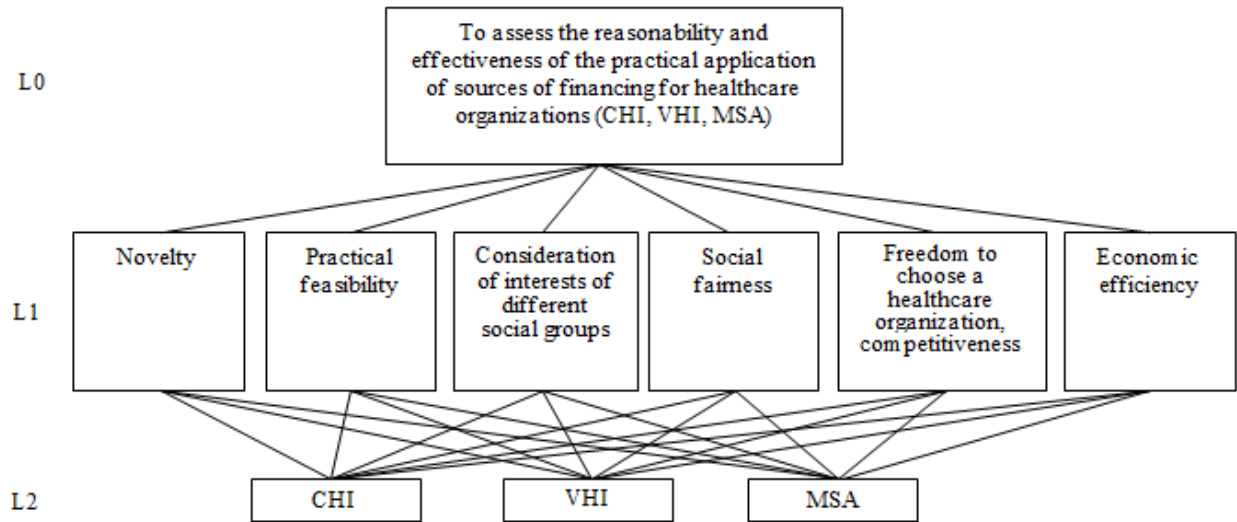 To assess the reasonability and
effectiveness of the practical application
of sources of financing for healthcare
organizations (CHI, VHI, MSA)
L0
Novelty
Practical
feasibility
Consideration
of interests of
different
social groups
Social
fairness
Freedom to
choose a
healthcare
organization,
competitiveness
Economic
efficiency
L1
CHI
VHI
MSA
L2